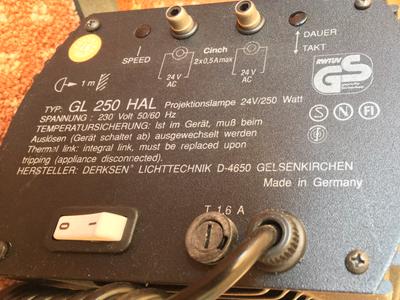 SPEED
24 V
AC
Cinch
2x0,5Amax
24 V
AC
DAUER
TAKT
1 m
RWTÜV
GS
TYP: GL 250 HAL Projektionslampe 24V/250 Watt
SPANNUNG : 230 Volt 50/60 Hz
TEMPERATURSICHERUNG: Ist im Gerät, muß beim
Auslösen (Gerät schaltet ab) ausgewechselt werden
Thermal link: integral link, must be replaced upon
tripping (appliance disconnected).
HERSTELLER: DERKSEN LICHTTECHNIK D-4650 GELSENKIRCHEN
Made in Germany
S N FI
T 1,6 A